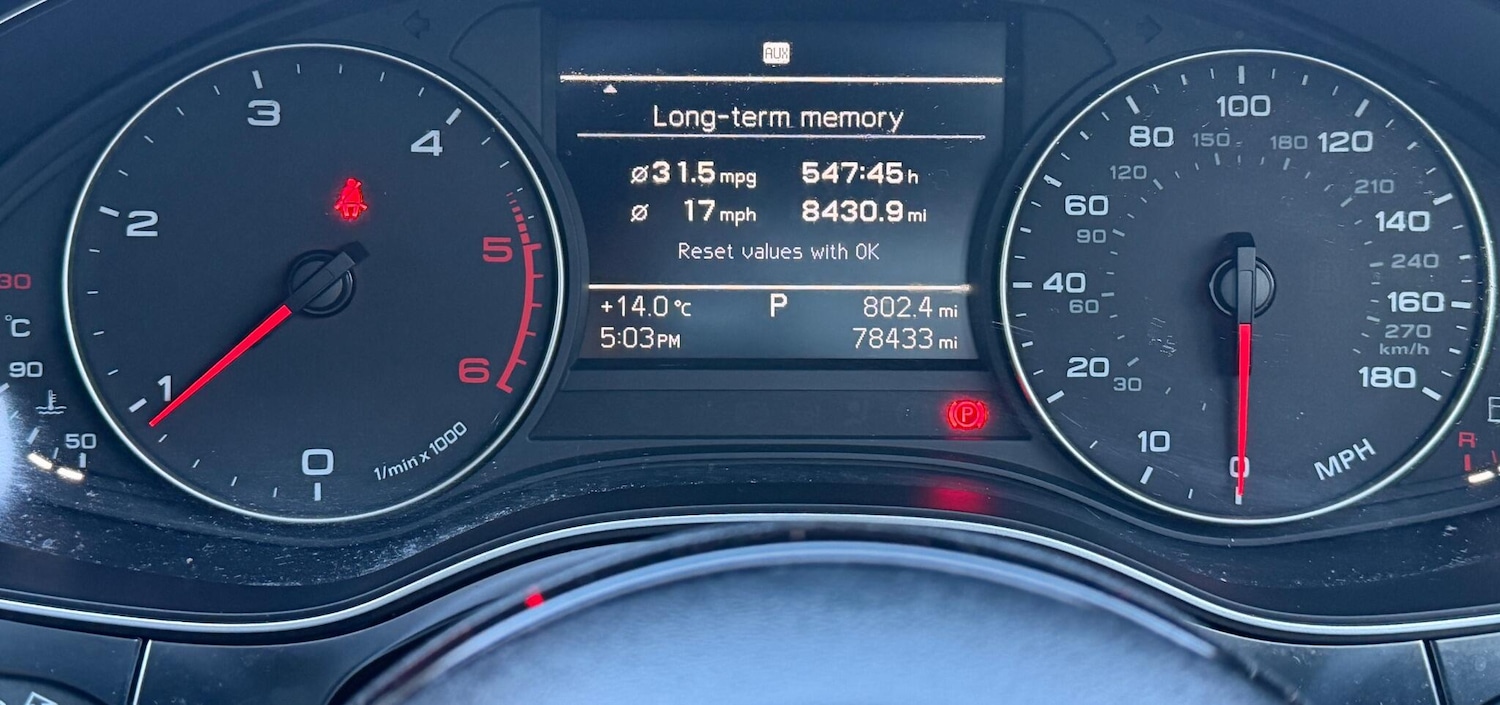 AUX
Long-term memory
ø31.5 mpg 547:45 h
ø 17 mph 8430.9 mi
Reset values with OK
+14.0 °C P 802.4 mi
5:03 PM 78433 mi
0
1
2
3
4
5
6
1/min x 1000
°C
90
50
P
0
10
20
40
60
80
100
120
140
160
180
MPH
30
60
90
120
150
180
210
240
270
km/h
R